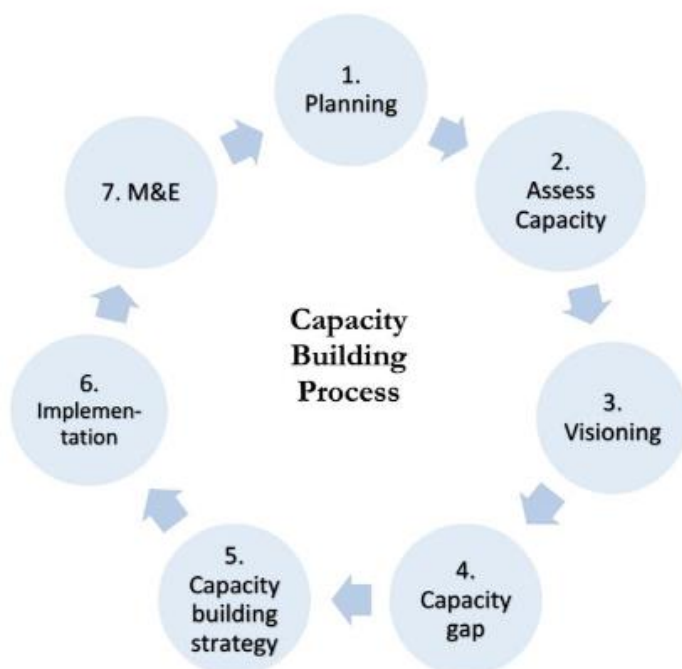 1.
Planning
2.
Assess
Capacity
3.
Visioning
4.
Capacity
gap
5.
Capacity
building
strategy
6.
Implemen-
tation
7. M&E
Capacity
Building
Process